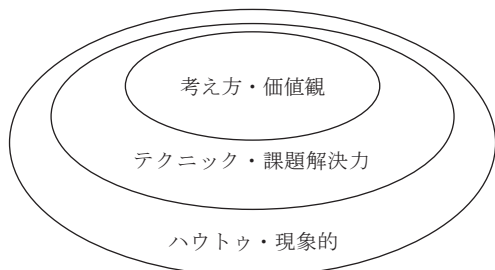 考え方・価値観
テクニック・課題解決力
ハウトゥ・現象的